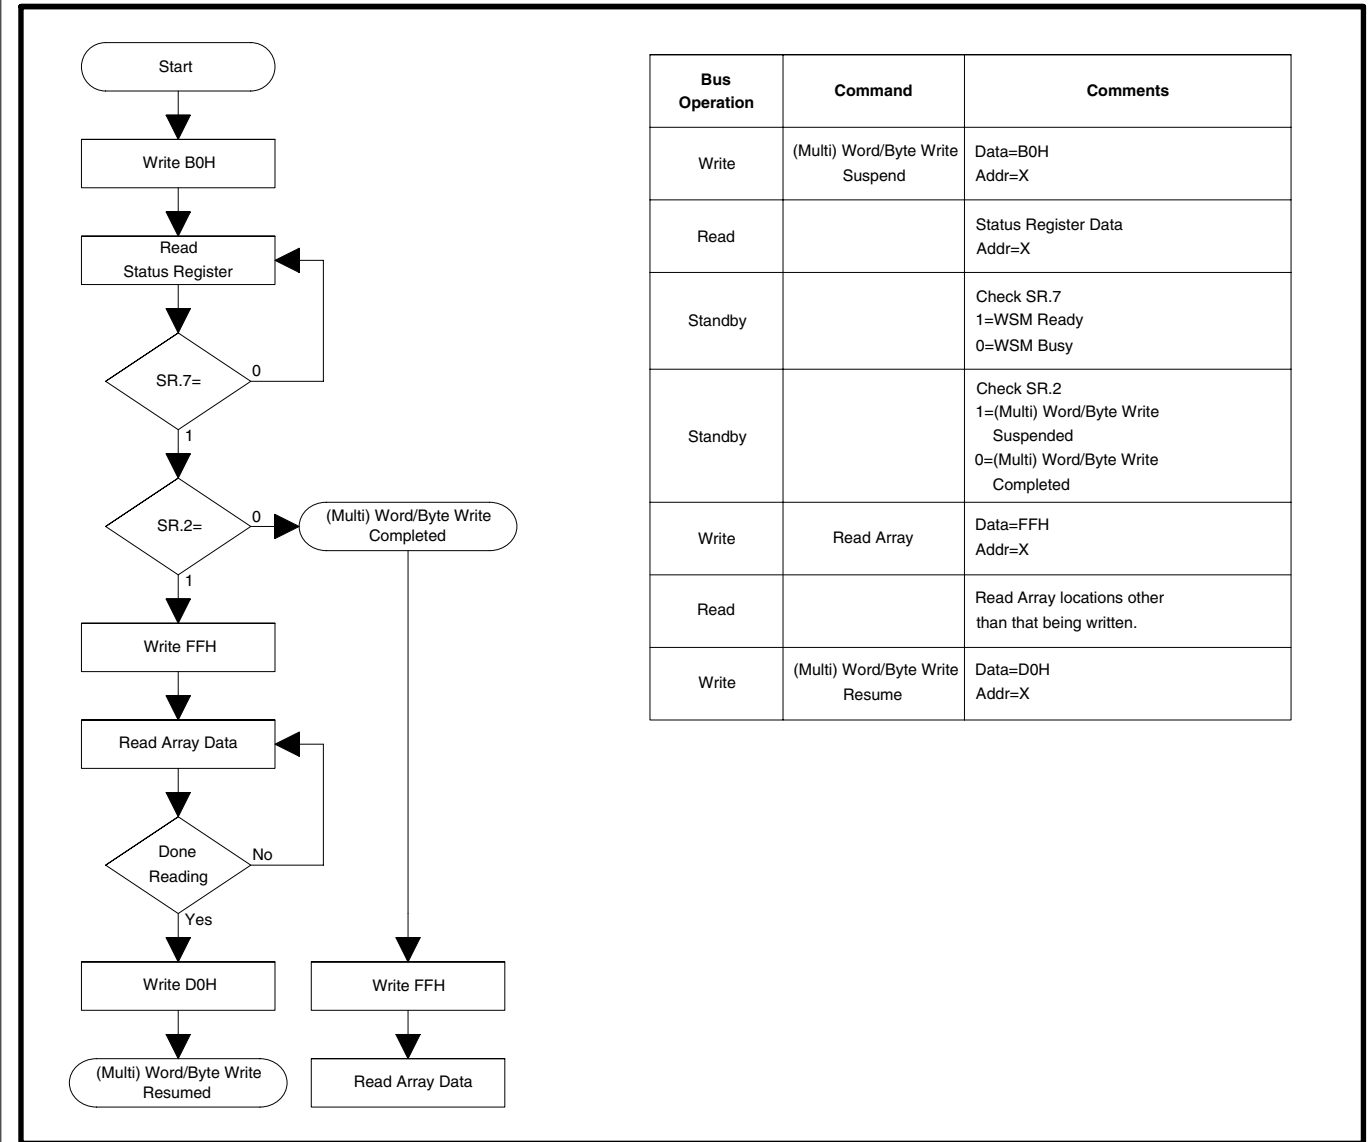 Start
Write B0H
Read
Status Register
SR.7=
0
1
SR.2=
0
(Multi) Word/Byte Write
Completed
1
Write FFH
Read Array Data
Done
Reading
No
Yes
Write D0H
(Multi) Word/Byte Write
Resumed
Write FFH
Read Array Data
Bus
Operation
Command
Comments
Write
(Multi) Word/Byte Write
Suspend
Data=B0H
Addr=X
Read
Status Register Data
Addr=X
Standby
Check SR.7
1=WSM Ready
0=WSM Busy
Standby
Check SR.2
1=(Multi) Word/Byte Write
Suspended
0=(Multi) Word/Byte Write
Completed
Write
Read Array
Data=FFH
Addr=X
Read
Read Array locations other
than that being written.
Write
(Multi) Word/Byte Write
Resume
Data=D0H
Addr=X